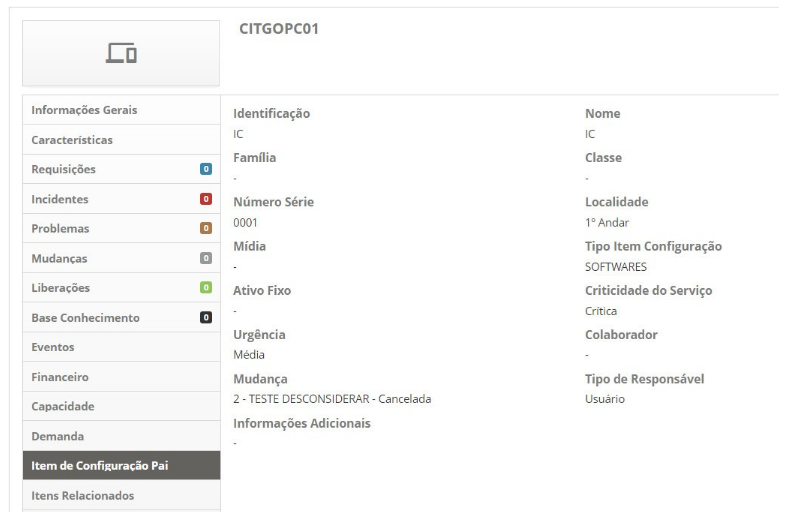 CITGOPC01
Informações Gerais
Características
Requisições 0
Incidentes 0
Problemas 0
Mudanças 0
Liberações 0
Base Conhecimento 0
Eventos
Financeiro
Capacidade
Demanda
Item de Configuração Pai
Itens Relacionados
Identificação Nome
IC IC
Família Classe
- -
Número Série Localidade
0001 1º Andar
Mídia Tipo Item Configuração
- SOFTWARES
Ativo Fixo Criticidade do Serviço
- Crítica
Urgência Colaborador
Média -
Mudança Tipo de Responsável
2 - TESTE DESCONSIDERAR - Cancelada Usuário
Informações Adicionais
-